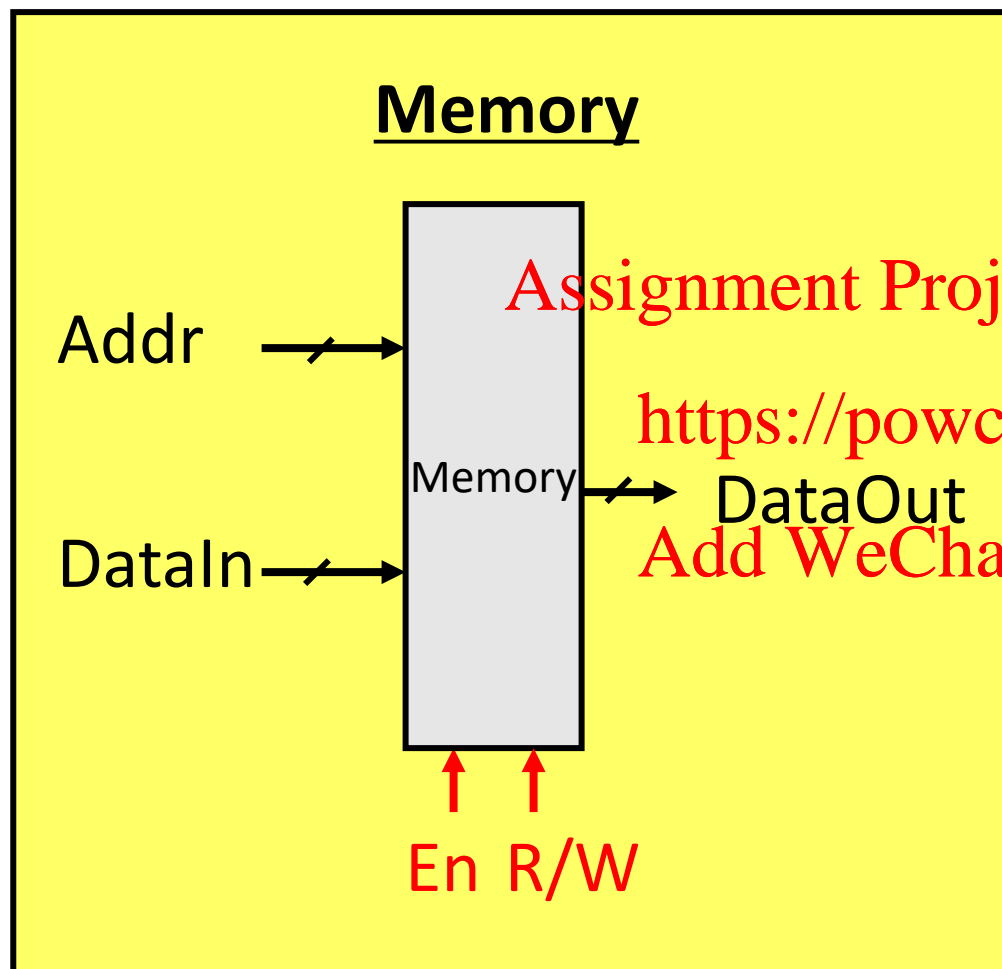 Memory
Assignment Proj
Addr
https://powc
Memory
DataOut
Add WeCha
DataIn
En R/W